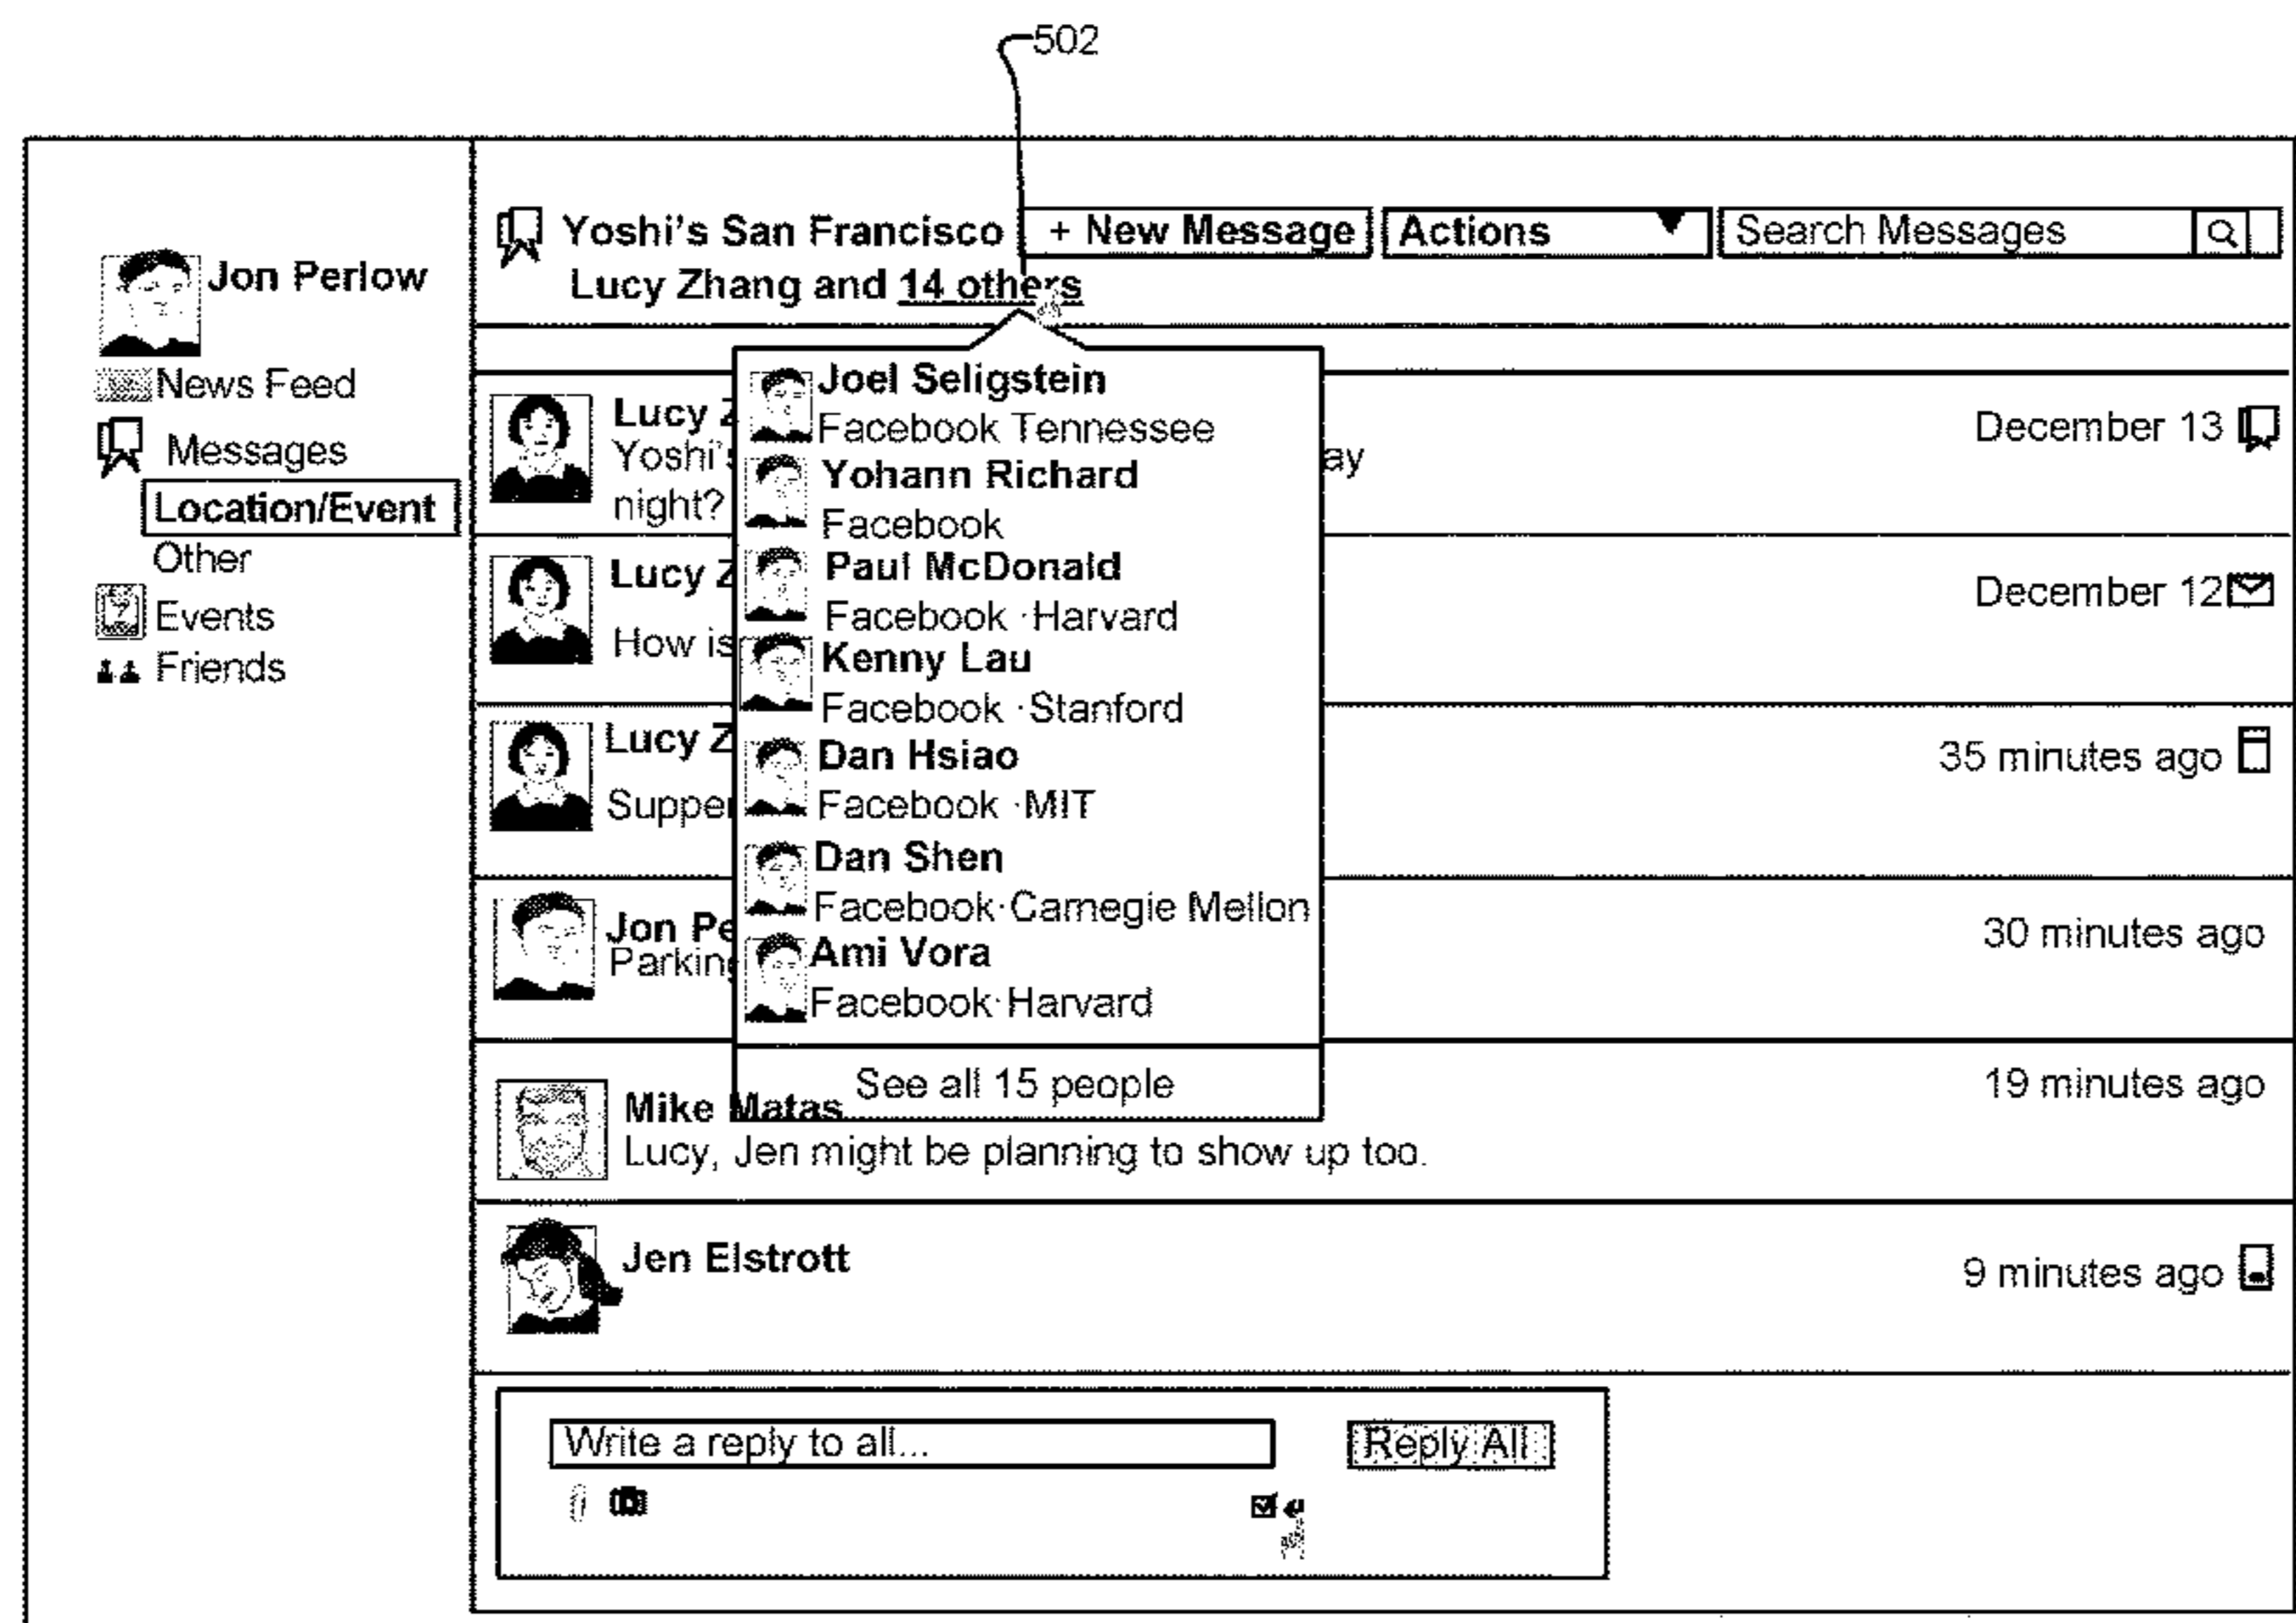 502
Yoshi's San Francisco
+ New Message
Actions
Search Messages
Lucy Zhang and 14 others
Jon Perlow
News Feed
Messages
Location/Event
Other
Events
Friends
Joel Seligstein
Facebook Tennessee
Yohann Richard
Facebook
Paul McDonald
Facebook ·Harvard
Kenny Lau
Facebook ·Stanford
Dan Hsiao
Facebook ·MIT
Dan Shen
Facebook·Carnegie Mellon
Ami Vora
Facebook·Harvard
See all 15 people
Lucy Z
December 13
Yoshi's
ay
night?
Lucy Z
December 12
How is
Lucy Z
35 minutes ago
Supper
Jon Pe
30 minutes ago
Parking
Mike Matas
19 minutes ago
Lucy, Jen might be planning to show up too.
Jen Elstrott
9 minutes ago
Write a reply to all...
Reply All